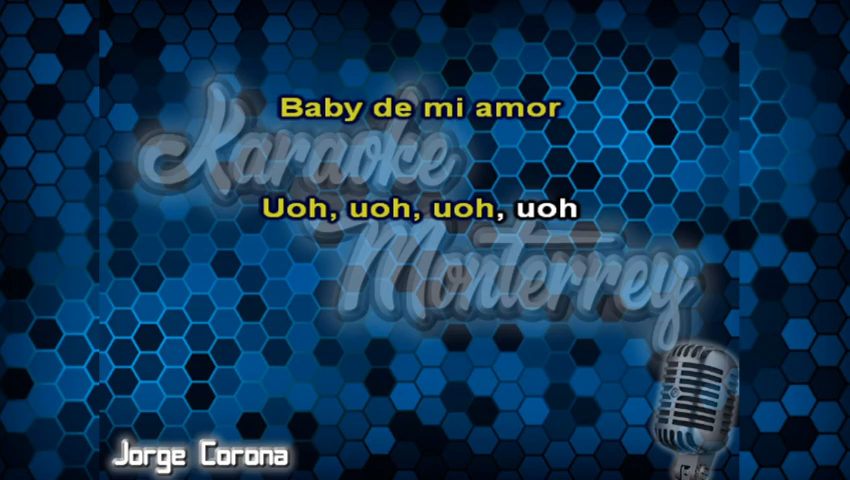 Baby de mi amor
Karaoke
Uoh, uoh, uoh, uoh
Monterrey
Jorge Corona